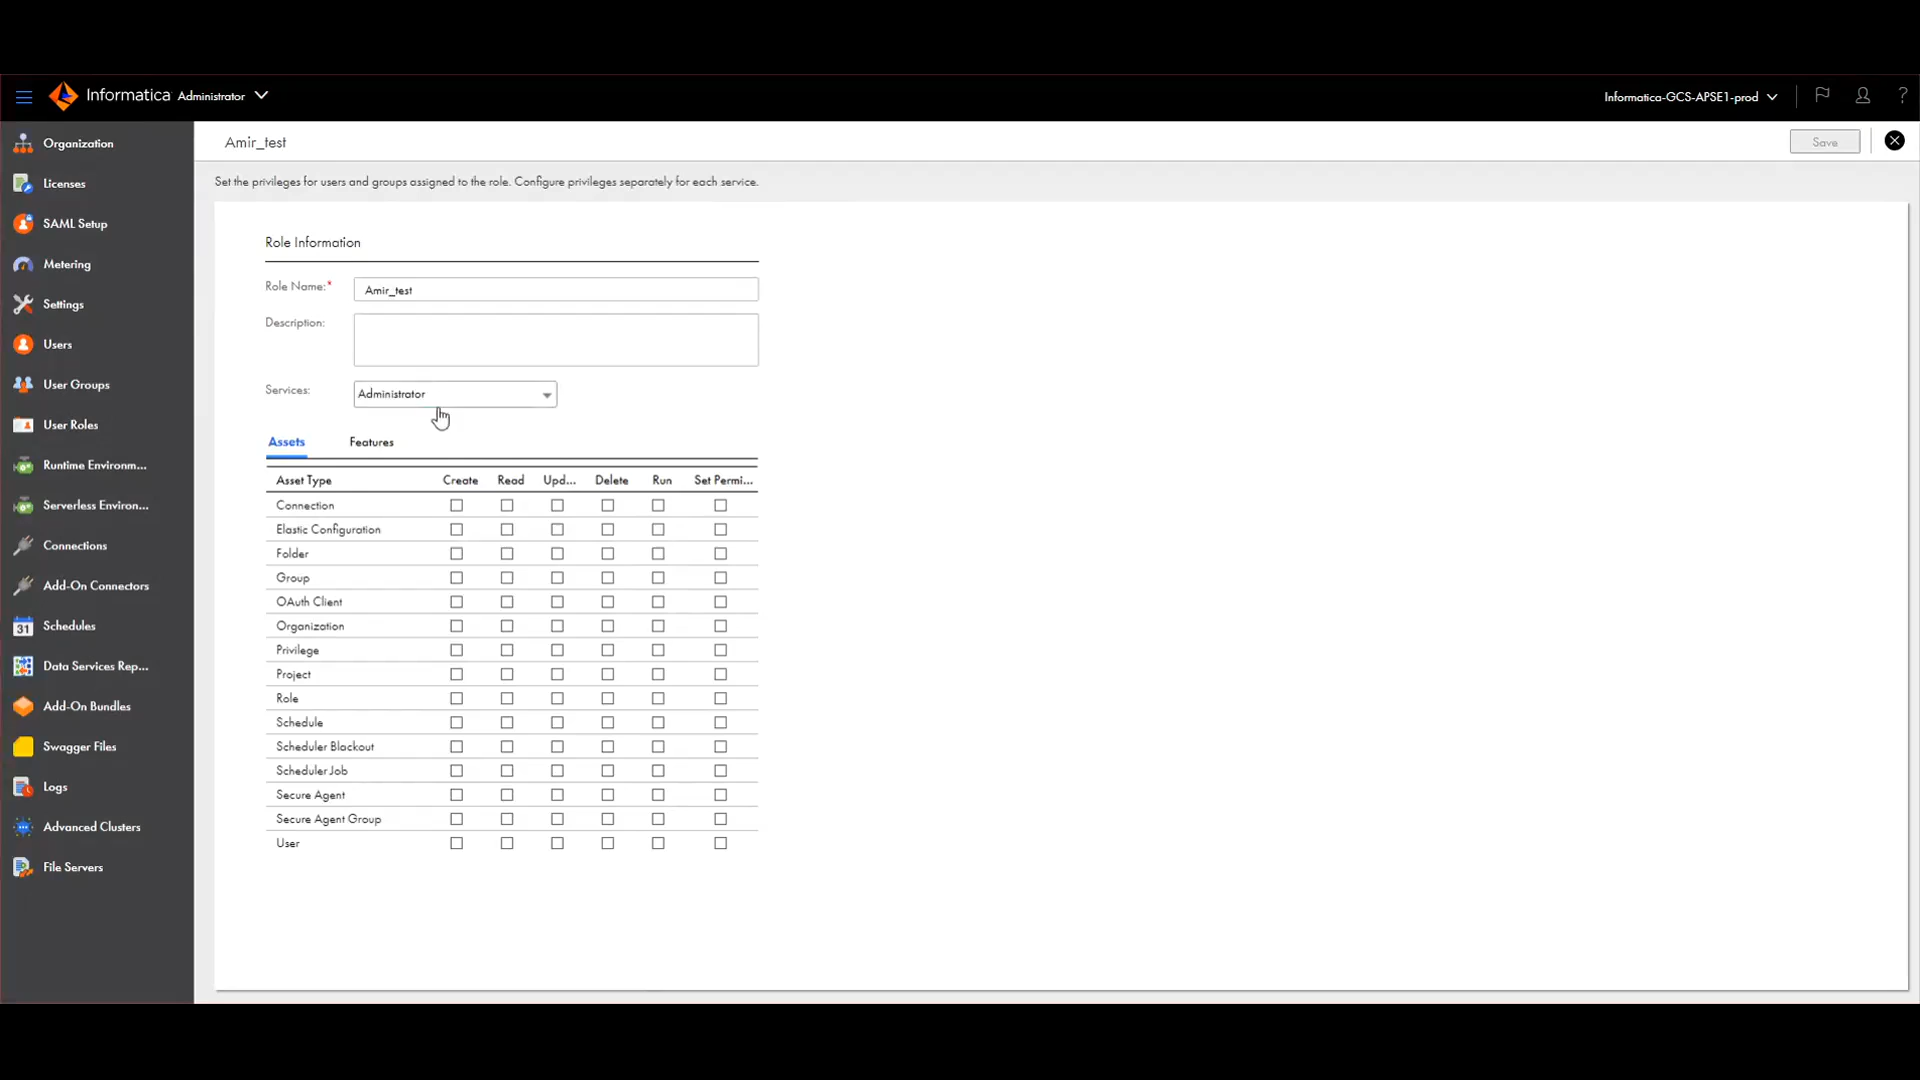 Informatica Administrator
Informatica-GCS-APSE1-prod
?
Organization
Licenses
SAML Setup
Metering
Settings
Users
User Groups
User Roles
Runtime Environm...
Serverless Environ...
Connections
Add-On Connectors
31
Schedules
Data Services Rep...
Add-On Bundles
Swagger Files
Logs
Advanced Clusters
File Servers
Amir_test
Save
Set the privileges for users and groups assigned to the role. Configure privileges separately for each service.
Role Information
Role Name:* Amir_test
Description:
Services: Administrator
Assets Features
Asset Type Create Read Upd... Delete Run Set Permi...
Connection
Elastic Configuration
Folder
Group
OAuth Client
Organization
Privilege
Project
Role
Schedule
Scheduler Blackout
Scheduler Job
Secure Agent
Secure Agent Group
User